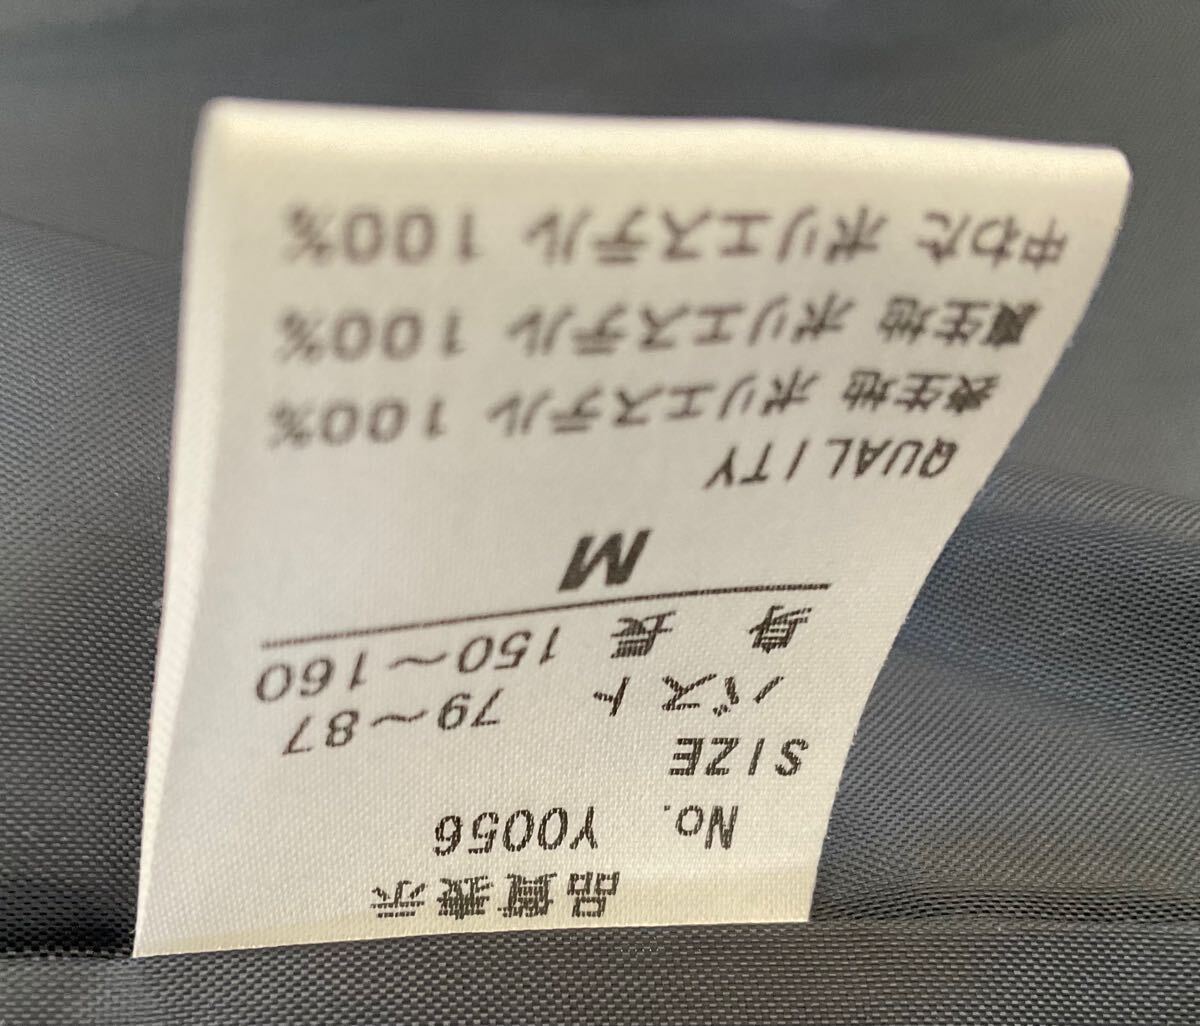 品質表示
No. Y0056
SIZE
バスト 79〜87
身長 150〜160
M
QUALITY
表生地 ポリエステル 100%
裏生地 ポリエステル 100%
中わた ポリエステル 100%